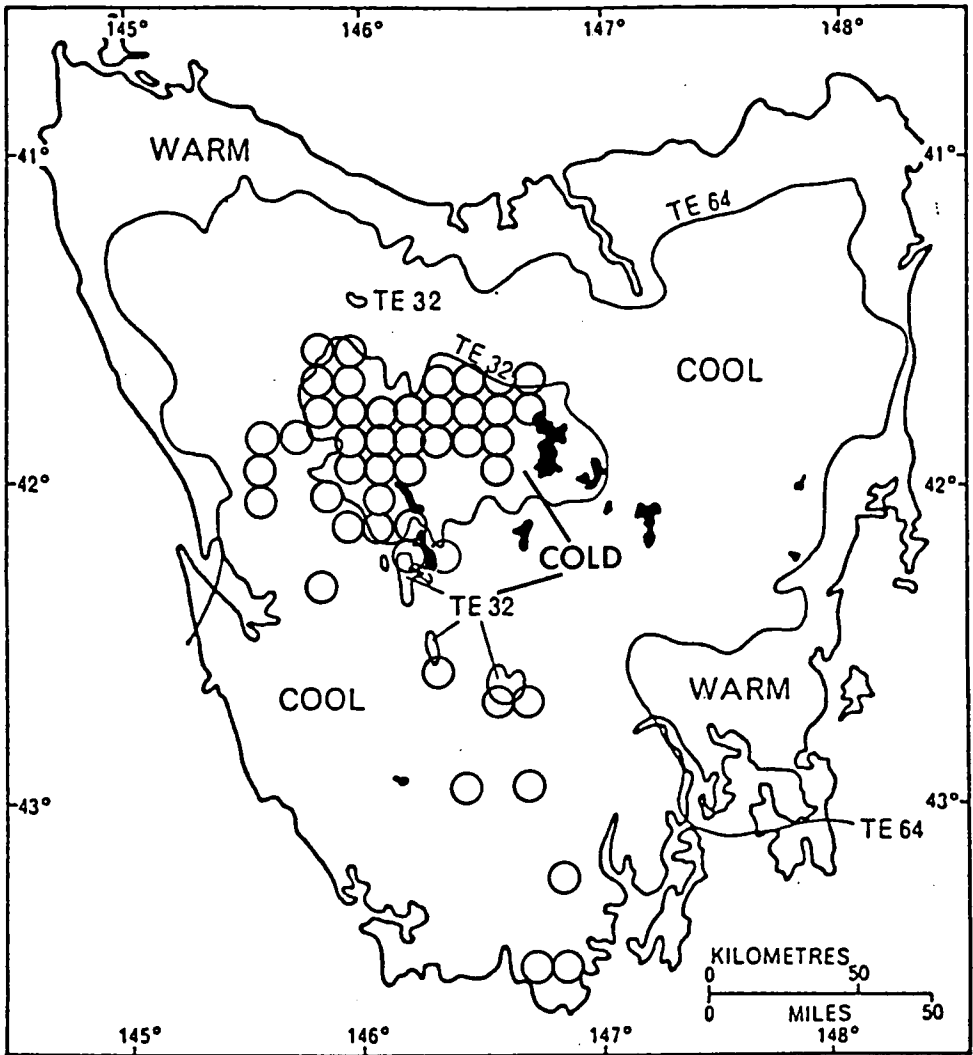 145° 146° 147° 148°
41° 41°
WARM
TE 64
TE 32
TE 32
COOL
42° 42°
COLD
TE 32
COOL
WARM
43° 43°
TE 64
KILOMETRES
0 50
0 MILES 50
145° 146° 147° 148°